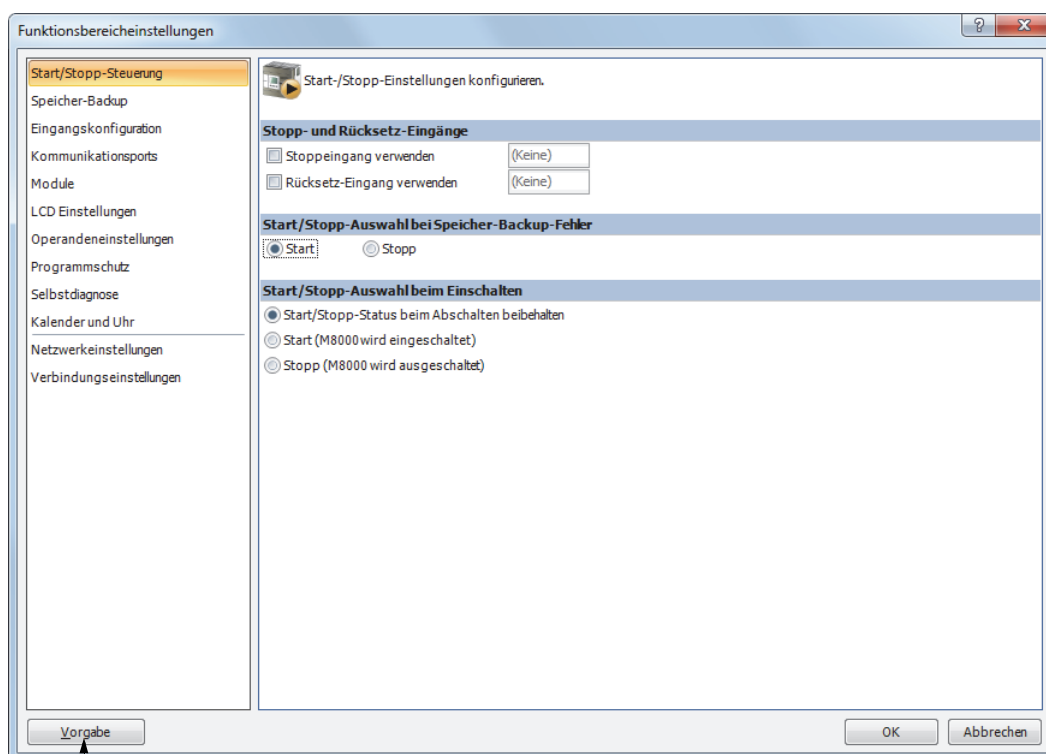 Funktionsbereicheinstellungen
Start/Stopp-Steuerung
Speicher-Backup
Eingangskonfiguration
Kommunikationsports
Module
LCD Einstellungen
Operandeneinstellungen
Programmschutz
Selbstdiagnose
Kalender und Uhr
Netzwerkeinstellungen
Verbindungseinstellungen
Start-/Stopp-Einstellungen konfigurieren.
Stopp- und Rücksetz-Eingänge
Stoppeingang verwenden (Keine)
Rücksetz-Eingang verwenden (Keine)
Start/Stopp-Auswahl bei Speicher-Backup-Fehler
Start Stopp
Start/Stopp-Auswahl beim Einschalten
Start/Stopp-Status beim Abschalten beibehalten
Start (M8000 wird eingeschaltet)
Stopp (M8000 wird ausgeschaltet)
Vorgabe OK Abbrechen